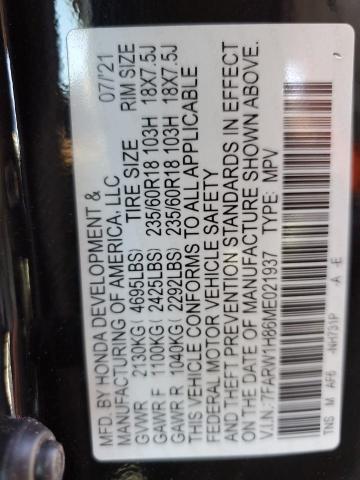 MFD. BY HONDA DEVELOPMENT & 07/'21
MANUFACTURING OF AMERICA, LLC
TIRE SIZE RIM SIZE
GVWR 2130KG( 4695LBS)
GAWR F 1100KG( 2425LBS) 235/60R18 103H 18X7.5J
GAWR R 1040KG( 2292LBS) 235/60R18 103H 18X7.5J
THIS VEHICLE CONFORMS TO ALL APPLICABLE
FEDERAL MOTOR VEHICLE SAFETY
AND THEFT PREVENTION STANDARDS IN EFFECT
ON THE DATE OF MANUFACTURE SHOWN ABOVE.
V.I.N.: 7FARW1H86ME021937 TYPE: MPV
TNS M AF6 -NH731P -A -E